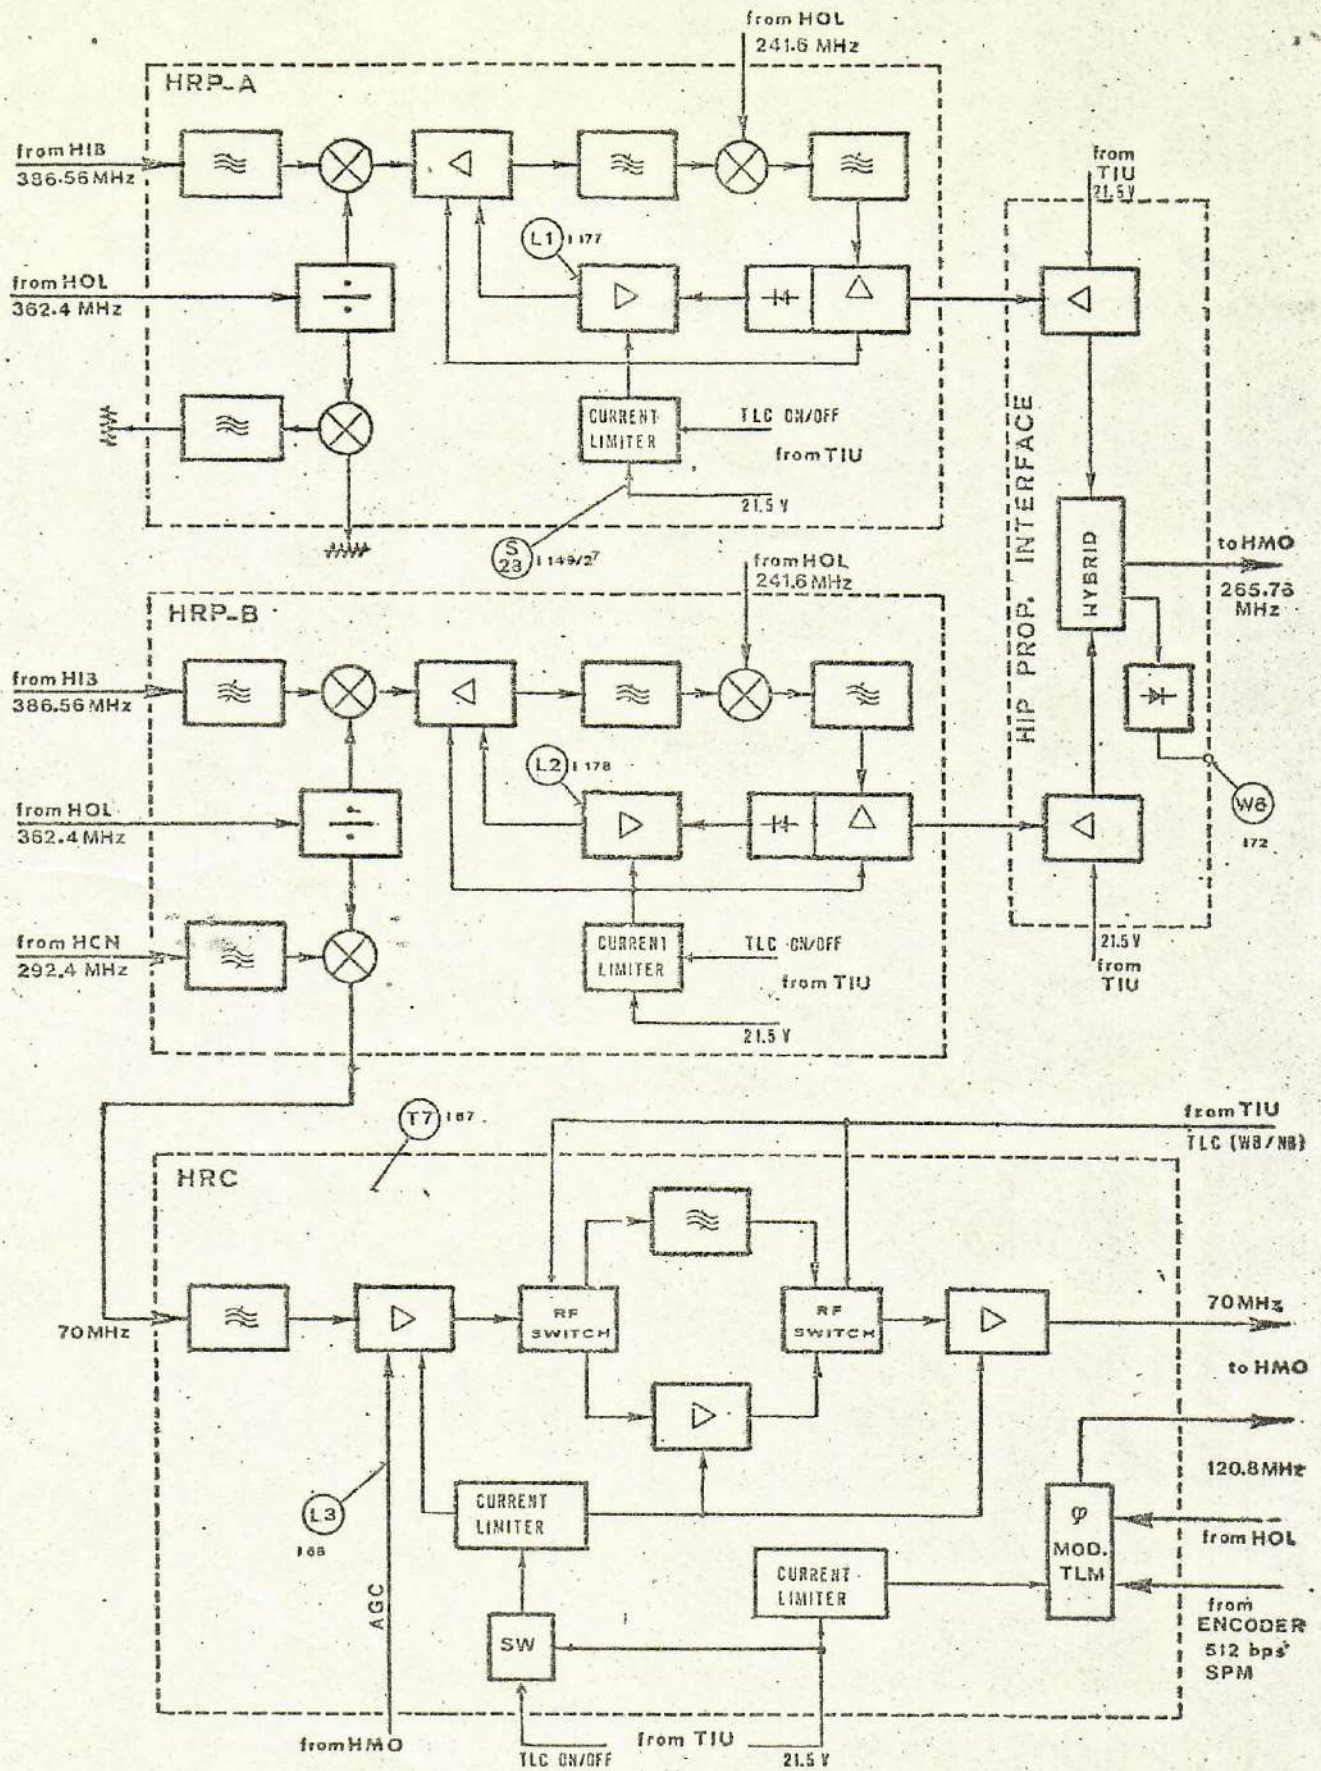 from HOL
241.6 MHz
HRP-A
from HIB
386.56 MHz
from
TIU
21.5 V
L1
177
from HOL
362.4 MHz
CURRENT
LIMITER
TLC ON/OFF
from TIU
21.5 V
S
23
149/27
HIP PROP. INTERFACE
HYBRID
to HMO
265.76
MHz
from HOL
241.6 MHz
HRP-B
from HIB
386.56 MHz
L2
178
W6
172
from HOL
362.4 MHz
from HCN
292.4 MHz
CURRENT
LIMITER
TLC ON/OFF
from TIU
21.5 V
21.5 V
from
TIU
T7
167
from TIU
TLC (WB/NB)
HRC
70 MHz
RF
SWITCH
RF
SWITCH
70 MHz
to HMO
L3
166
AGC
CURRENT
LIMITER
SW
CURRENT
LIMITER
φ
MOD.
TLM
120.8 MHz
from HOL
from
ENCODER
512 bps
SPM
from HMO
TLC ON/OFF
from TIU
21.5 V